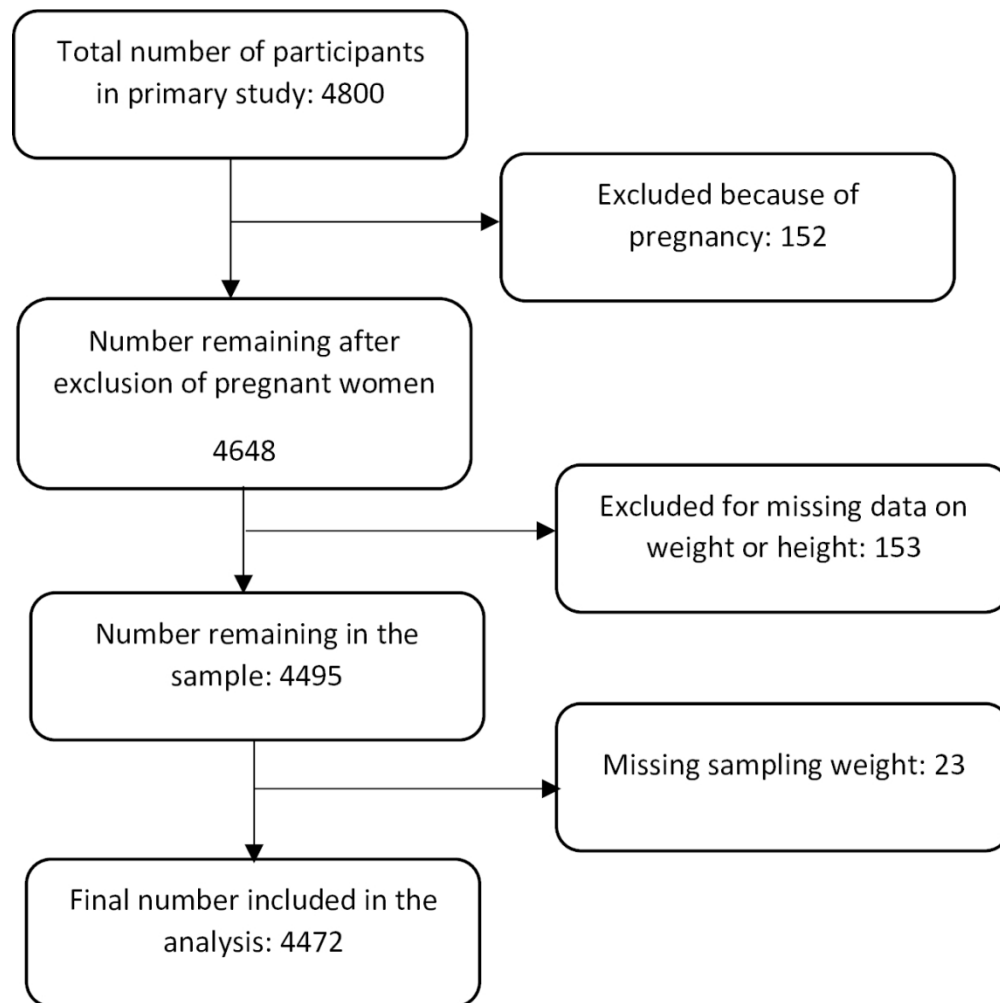 Total number of participants
in primary study: 4800
Excluded because of
pregnancy: 152
Number remaining after
exclusion of pregnant women
4648
Excluded for missing data on
weight or height: 153
Number remaining in the
sample: 4495
Missing sampling weight: 23
Final number included in the
analysis: 4472